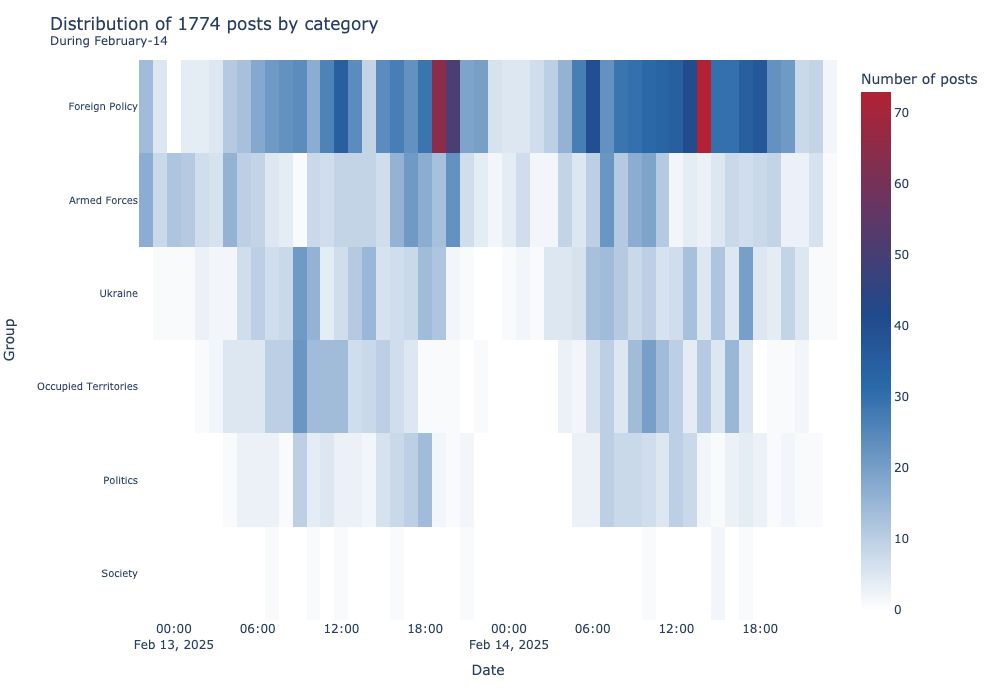 Distribution of 1774 posts by category
During February-14
Number of posts
Foreign Policy
Armed Forces
Ukraine
Occupied Territories
Politics
Society
Group
70
60
50
40
30
20
10
0
00:00
Feb 13, 2025
06:00
12:00
18:00
00:00
Feb 14, 2025
06:00
12:00
18:00
Date